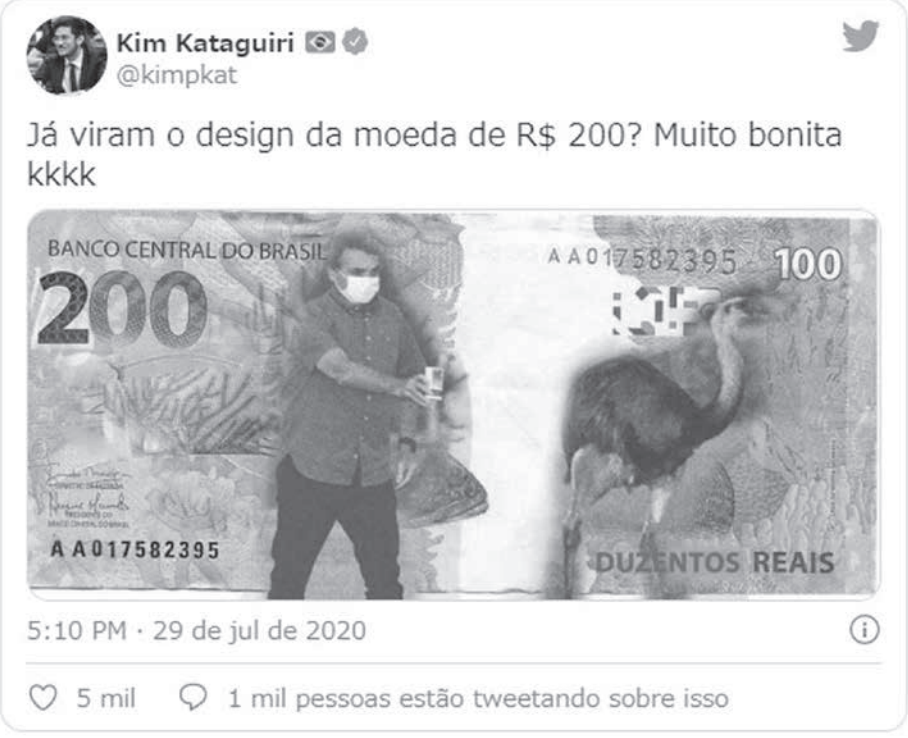 Kim Kataguiri
@kimpkat
Já viram o design da moeda de R$ 200? Muito bonita
kkkk
BANCO CENTRAL DO BRASIL
200
AA017582395
100
AA017582395
DUZENTOS REAIS
5:10 PM · 29 de jul de 2020
5 mil
1 mil pessoas estão tweetando sobre isso